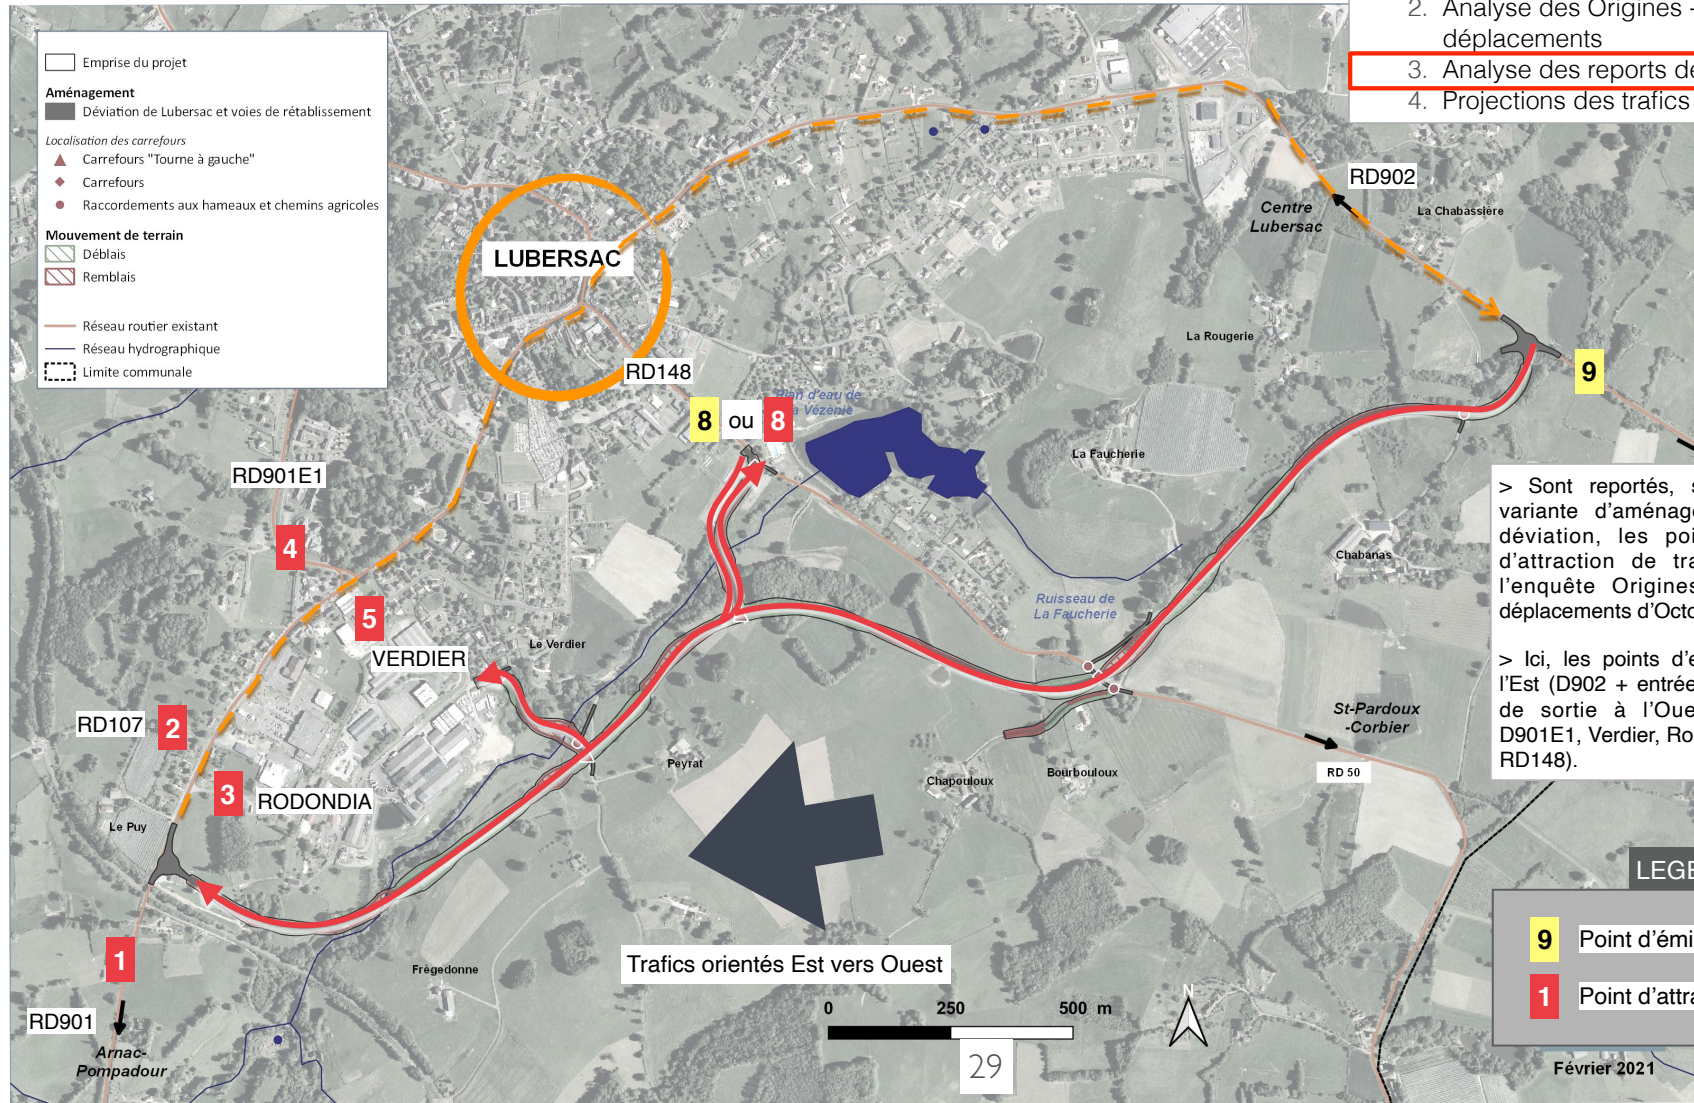 2. Analyse des Origines -
déplacements
3. Analyse des reports de
4. Projections des trafics
Emprise du projet
Aménagement
Déviation de Lubersac et voies de rétablissement
Localisation des carrefours
Carrefours "Tourne à gauche"
Carrefours
Raccordements aux hameaux et chemins agricoles
Mouvement de terrain
Déblais
Remblais
Réseau routier existant
Réseau hydrographique
Limite communale
RD902
Centre
Lubersac
La Chabassière
LUBERSAC
La Rougerie
RD148
9
Plan d'eau de
la Vézénie
8 ou 8
La Faucherie
RD901E1
4
> Sont reportés, s
variante d'aménage
déviation, les poi
d'attraction de tra
l'enquête Origines
déplacements d'Octo
> Ici, les points d'é
l'Est (D902 + entrée
de sortie à l'Oue
D901E1, Verdier, Ro
RD148).
Chabanas
Ruisseau de
La Faucherie
5
VERDIER
Le Verdier
RD107
2
St-Pardoux
-Corbier
Peyrat
RD 50
Chapouloux
Bourbouloux
3
RODONDIA
Le Puy
LEGE
9 Point d'émi
1 Point d'attra
1
Frègedonne
Trafics orientés Est vers Ouest
0 250 500 m
N
RD901
Arnac-
Pompadour
29
Février 2021